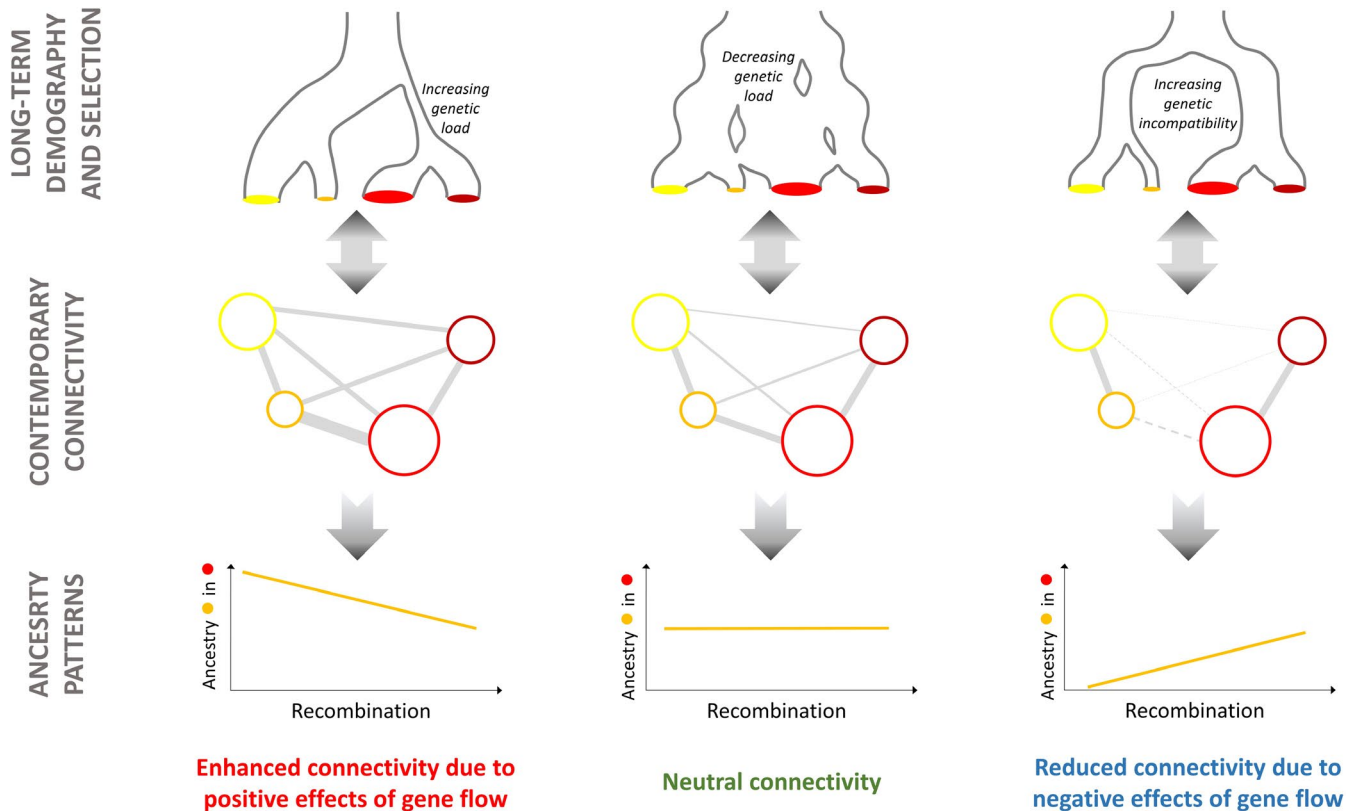 LONG-TERM
DEMOGRAPHY
AND SELECTION
Increasing
genetic
load
Decreasing
genetic
load
Increasing
genetic
incompatibility
CONTEMPORARY
CONNECTIVITY
ANCESRTY
PATTERNS
Ancestry in
Recombination
Ancestry in
Recombination
Ancestry in
Recombination
Enhanced connectivity due to
positive effects of gene flow
Neutral connectivity
Reduced connectivity due to
negative effects of gene flow